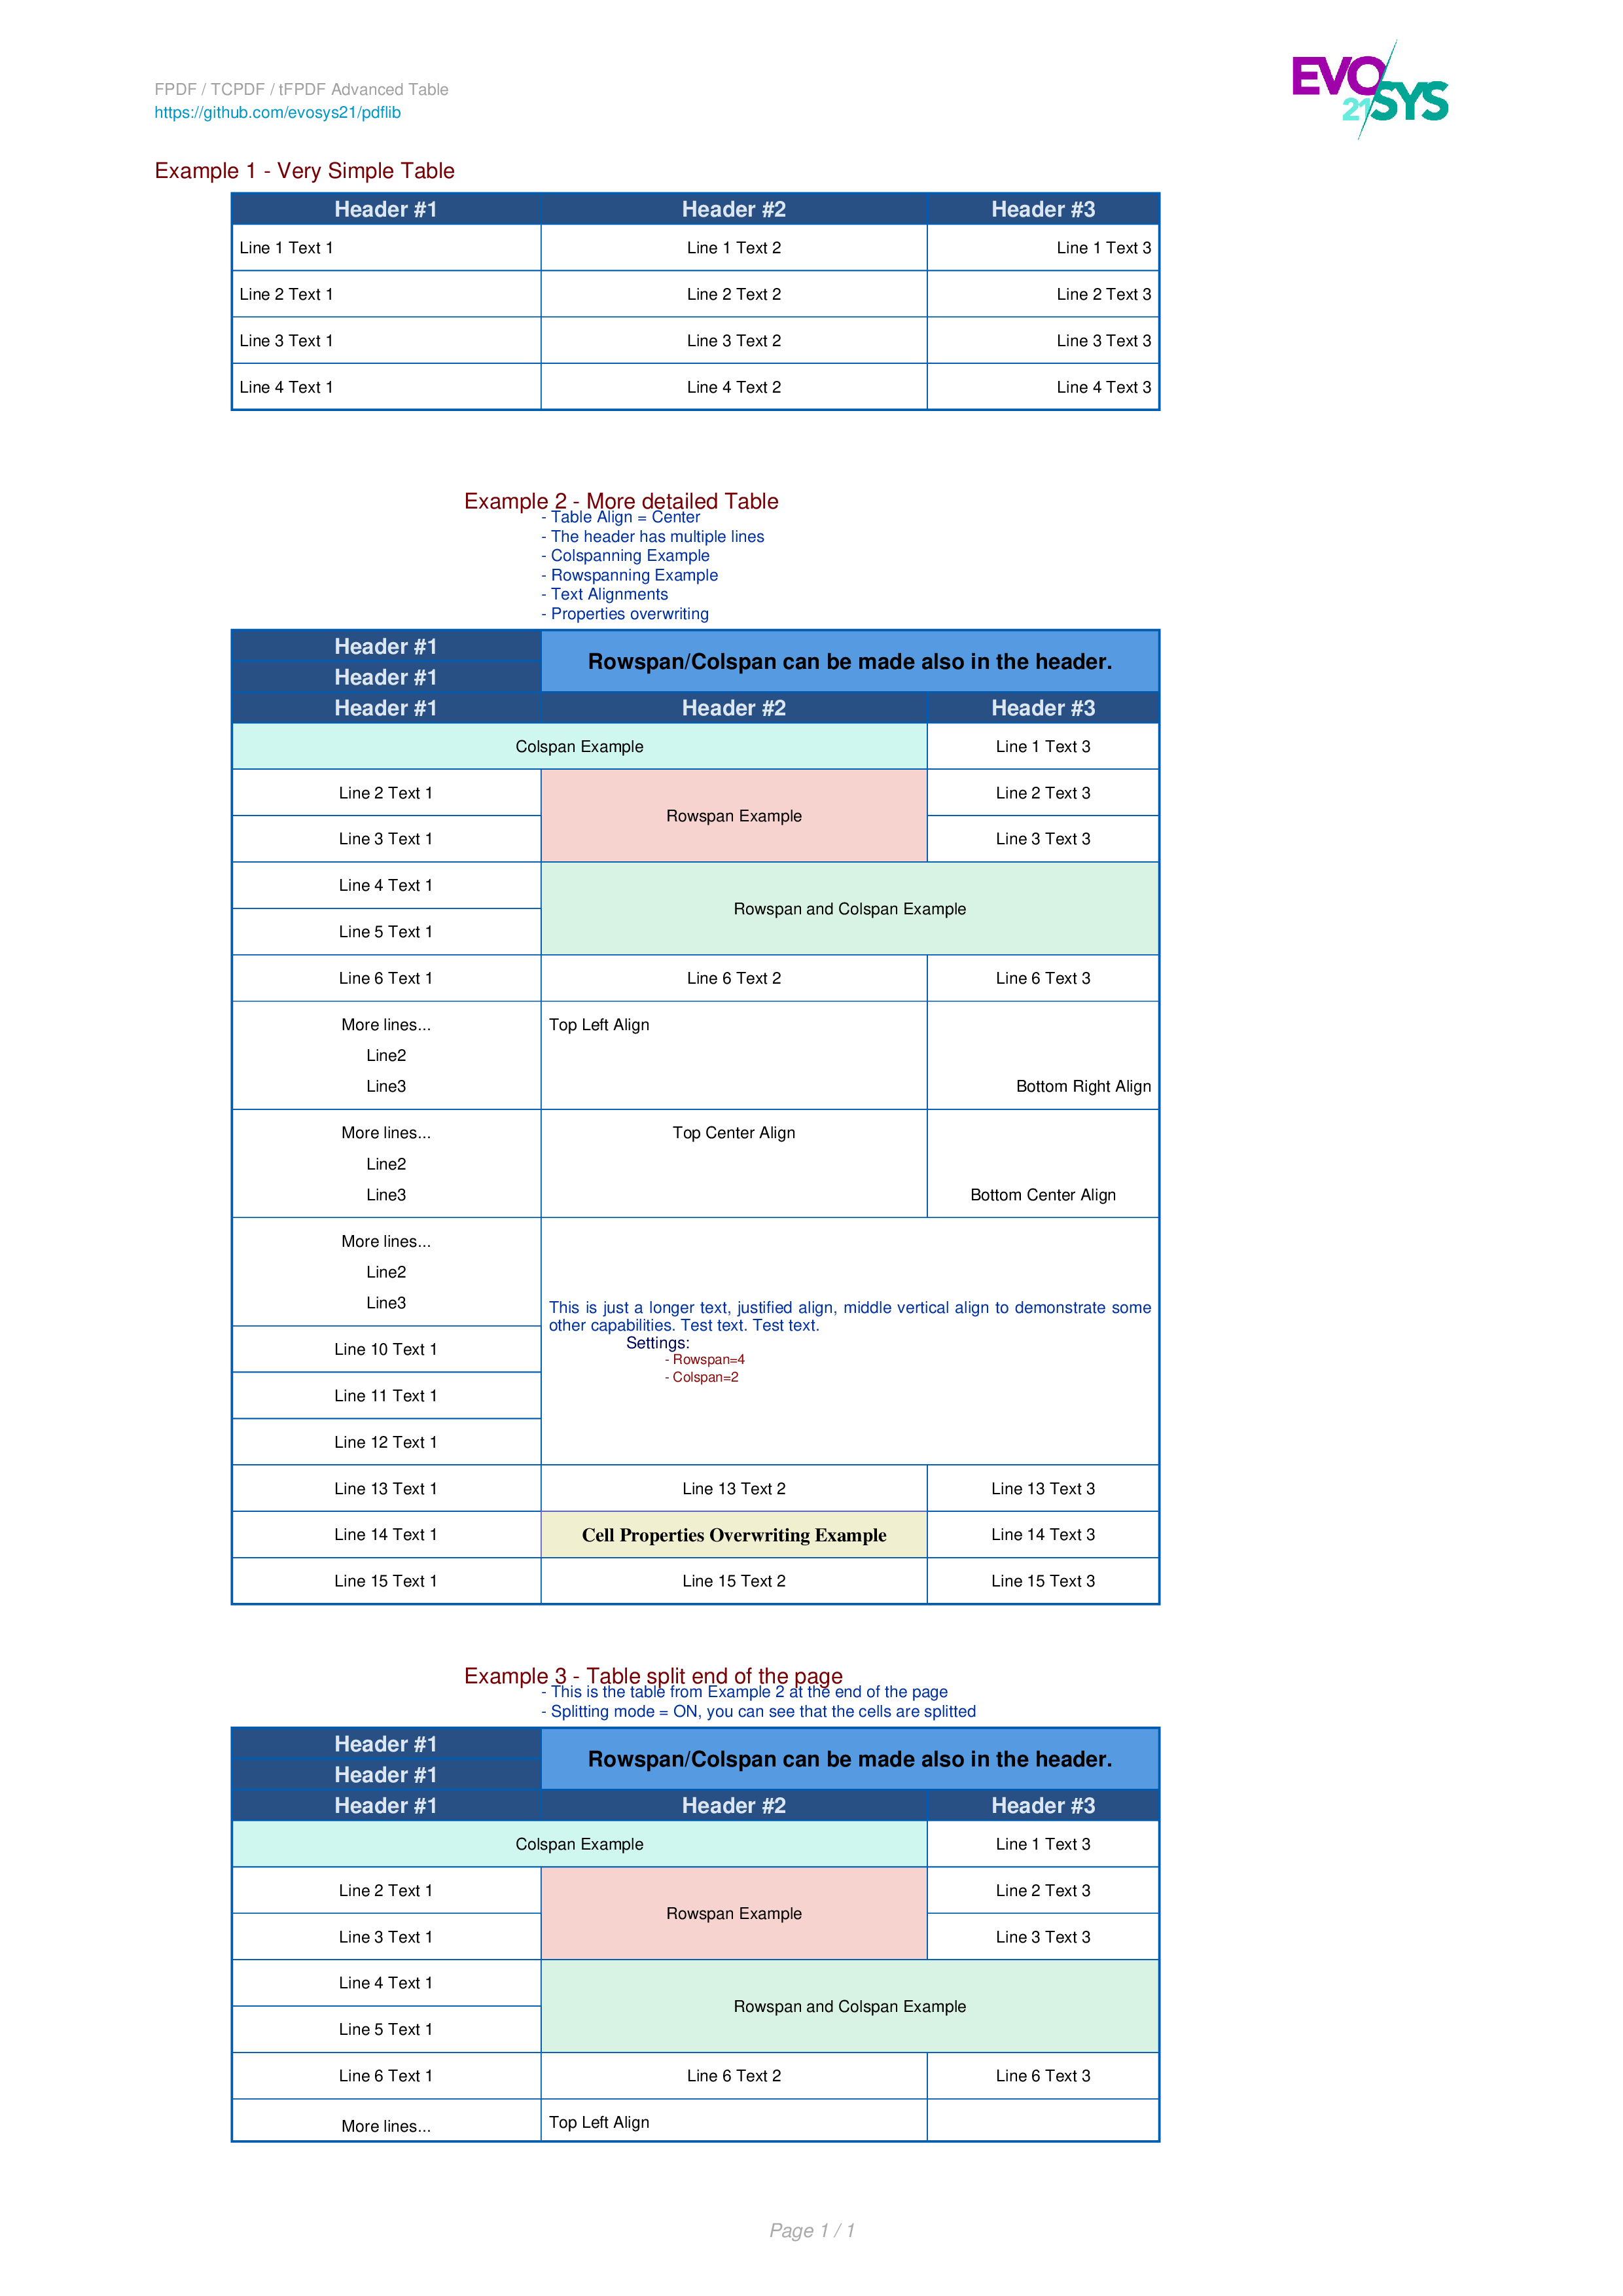 FPDF / TCPDF / tFPDF Advanced Table
https://github.com/evosys21/pdflib
EVO
21 SYS
Example 1 - Very Simple Table
Header #1 Header #2 Header #3
Line 1 Text 1 Line 1 Text 2 Line 1 Text 3
Line 2 Text 1 Line 2 Text 2 Line 2 Text 3
Line 3 Text 1 Line 3 Text 2 Line 3 Text 3
Line 4 Text 1 Line 4 Text 2 Line 4 Text 3
Example 2 - More detailed Table
- Table Align = Center
- The header has multiple lines
- Colspanning Example
- Rowspanning Example
- Text Alignments
- Properties overwriting
Header #1
Rowspan/Colspan can be made also in the header.
Header #1
Header #1 Header #2 Header #3
Colspan Example Line 1 Text 3
Line 2 Text 1 Line 2 Text 3
Rowspan Example
Line 3 Text 1 Line 3 Text 3
Line 4 Text 1
Rowspan and Colspan Example
Line 5 Text 1
Line 6 Text 1 Line 6 Text 2 Line 6 Text 3
More lines... Top Left Align
Line2
Line3 Bottom Right Align
More lines... Top Center Align
Line2
Line3 Bottom Center Align
More lines...
Line2
Line3
This is just a longer text, justified align, middle vertical align to demonstrate some
other capabilities. Test text. Test text.
Settings:
- Rowspan=4
- Colspan=2
Line 10 Text 1
Line 11 Text 1
Line 12 Text 1
Line 13 Text 1 Line 13 Text 2 Line 13 Text 3
Line 14 Text 1 Cell Properties Overwriting Example Line 14 Text 3
Line 15 Text 1 Line 15 Text 2 Line 15 Text 3
Example 3 - Table split end of the page
- This is the table from Example 2 at the end of the page
- Splitting mode = ON, you can see that the cells are splitted
Header #1
Rowspan/Colspan can be made also in the header.
Header #1
Header #1 Header #2 Header #3
Colspan Example Line 1 Text 3
Line 2 Text 1 Line 2 Text 3
Rowspan Example
Line 3 Text 1 Line 3 Text 3
Line 4 Text 1
Rowspan and Colspan Example
Line 5 Text 1
Line 6 Text 1 Line 6 Text 2 Line 6 Text 3
More lines... Top Left Align
Page 1 / 1